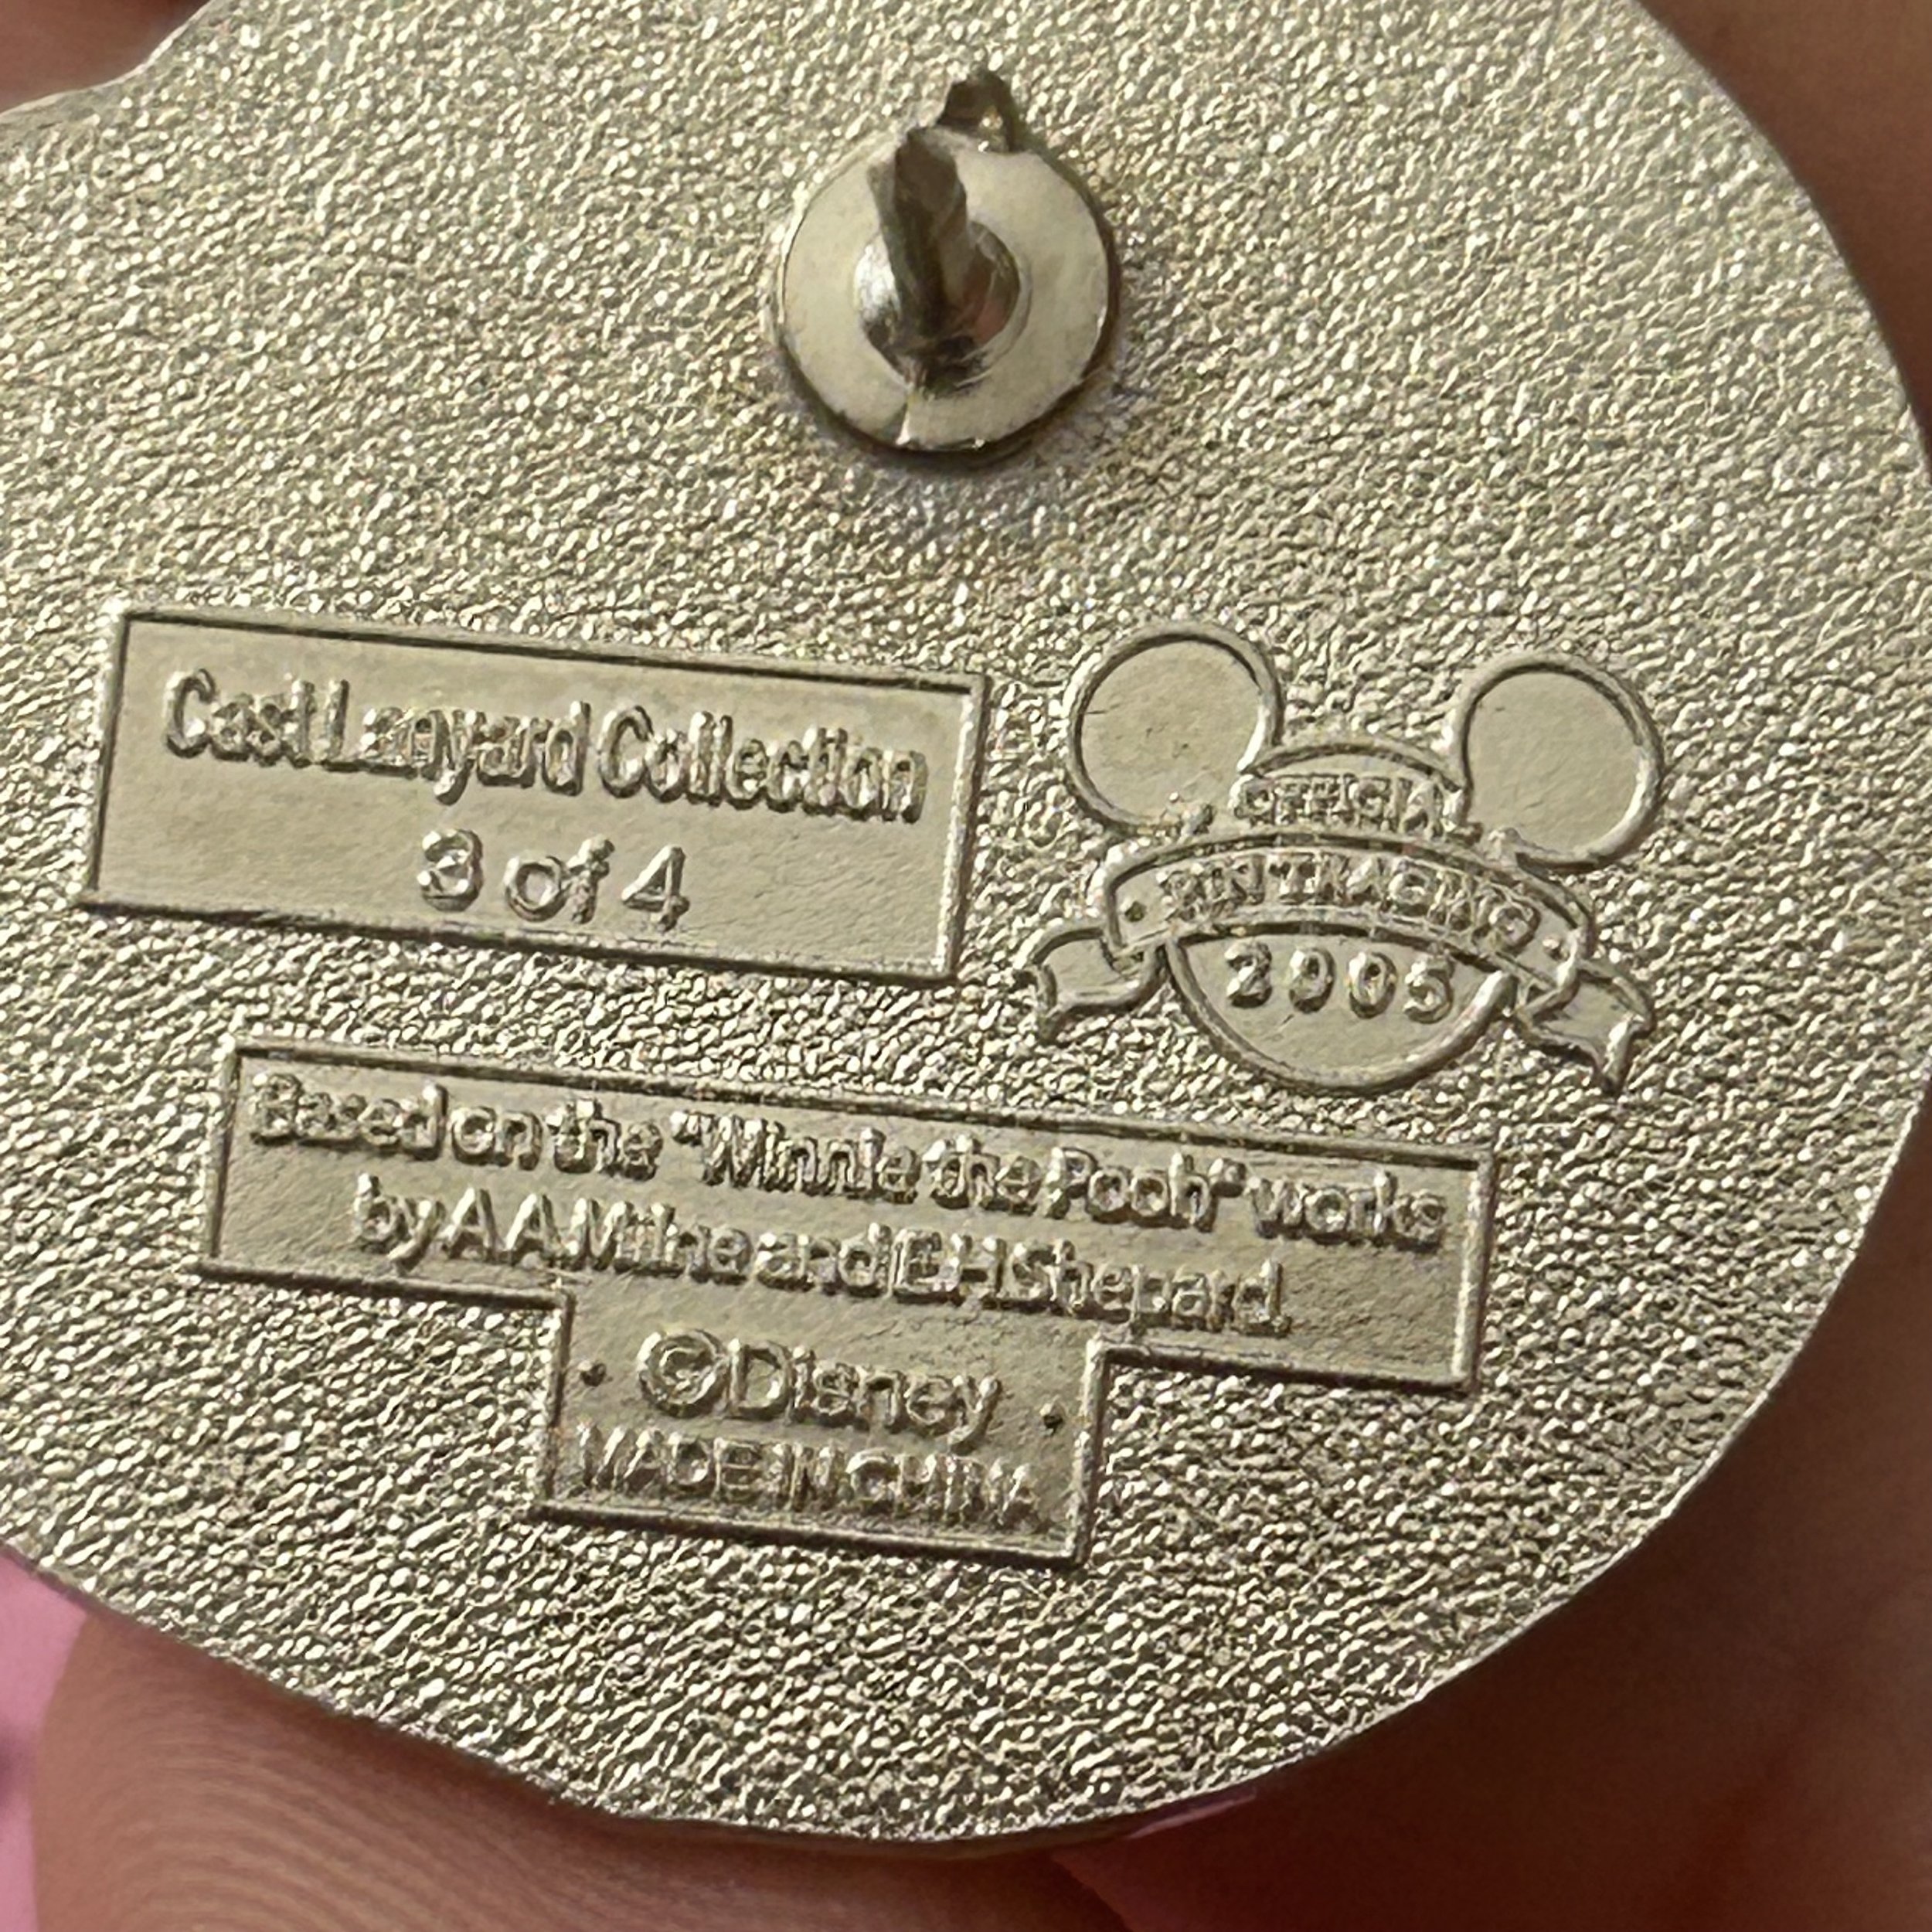 Cast Lanyard Collection
3 of 4
OFFICIAL
PIN TRADING
2005
Based on the "Winnie the Pooh" works
by A.A. Milne and E.H. Shepard.
©Disney
MADE IN CHINA